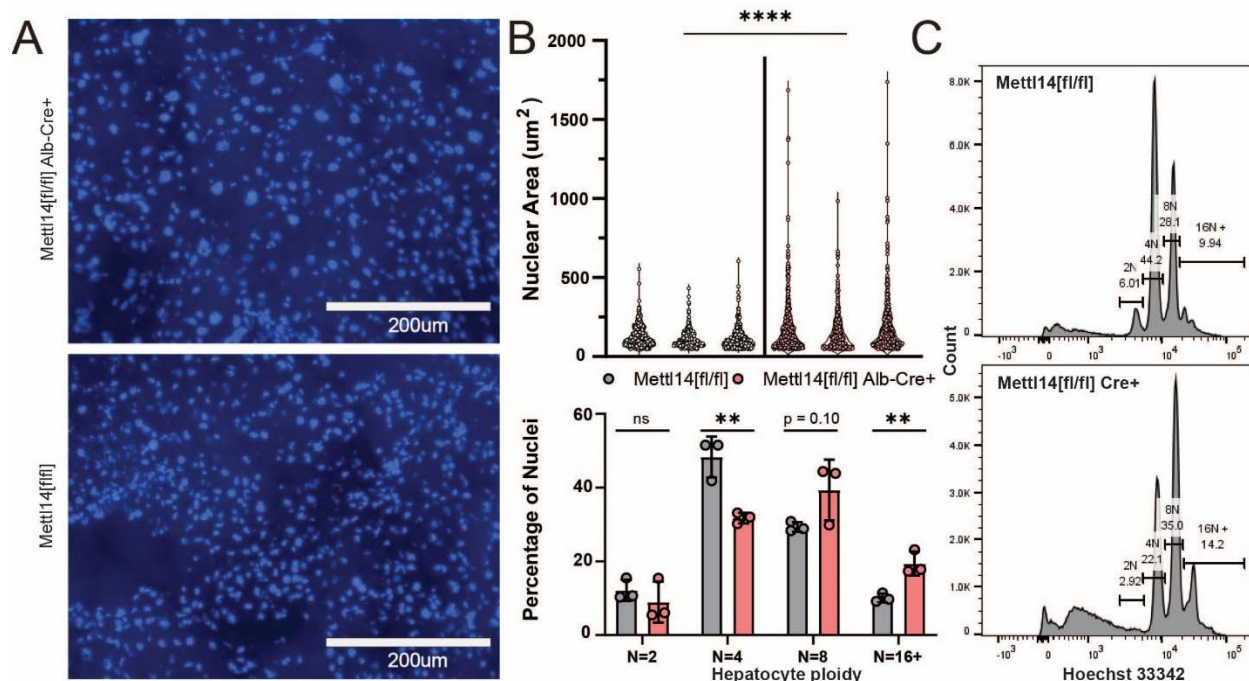 A
Mettl14[fl/fl] Alb-Cre+
200um
Mettl14[flfl]
200um
B
****
Nuclear Area (um²)
2000
1500
1000
500
0
Mettl14[fl/fl]
Mettl14[fl/fl] Alb-Cre+
Percentage of Nuclei
60
40
20
0
ns
**
p = 0.10
**
N=2
N=4
N=8
N=16+
Hepatocyte ploidy
C
Mettl14[fl/fl]
8.0K
6.0K
4.0K
2.0K
0
2N
6.01
4N
44.2
8N
28.1
16N +
9.94
-10³
0
10³
10⁴
10⁵
Count
Mettl14[fl/fl] Cre+
5.0K
4.0K
3.0K
2.0K
1.0K
0
2N
2.92
4N
22.1
8N
35.0
16N +
14.2
-10³
0
10³
10⁴
10⁵
Hoechst 33342